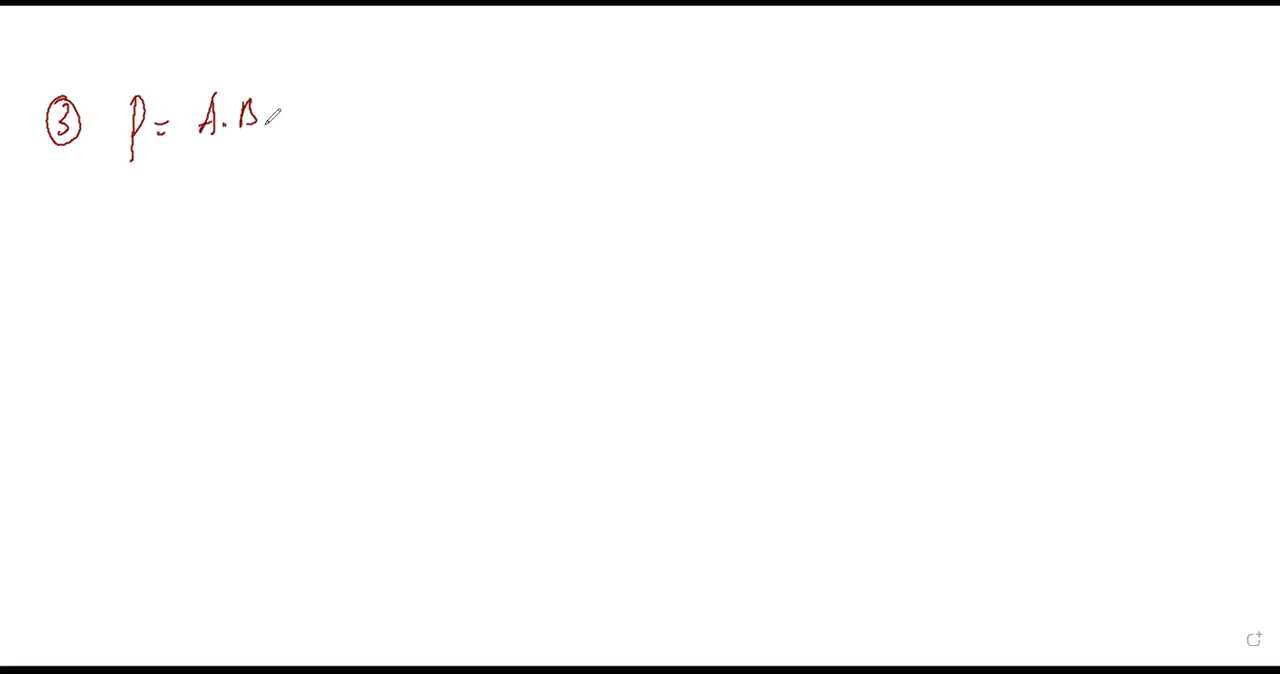 ③ P = A.B